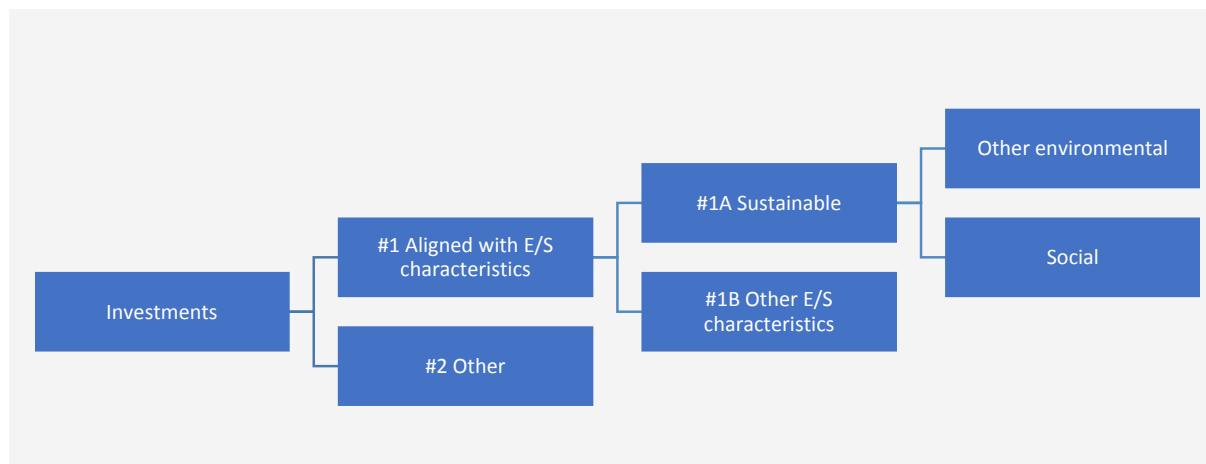 Investments
#1 Aligned with E/S
characteristics
#2 Other
#1A Sustainable
#1B Other E/S
characteristics
Other environmental
Social